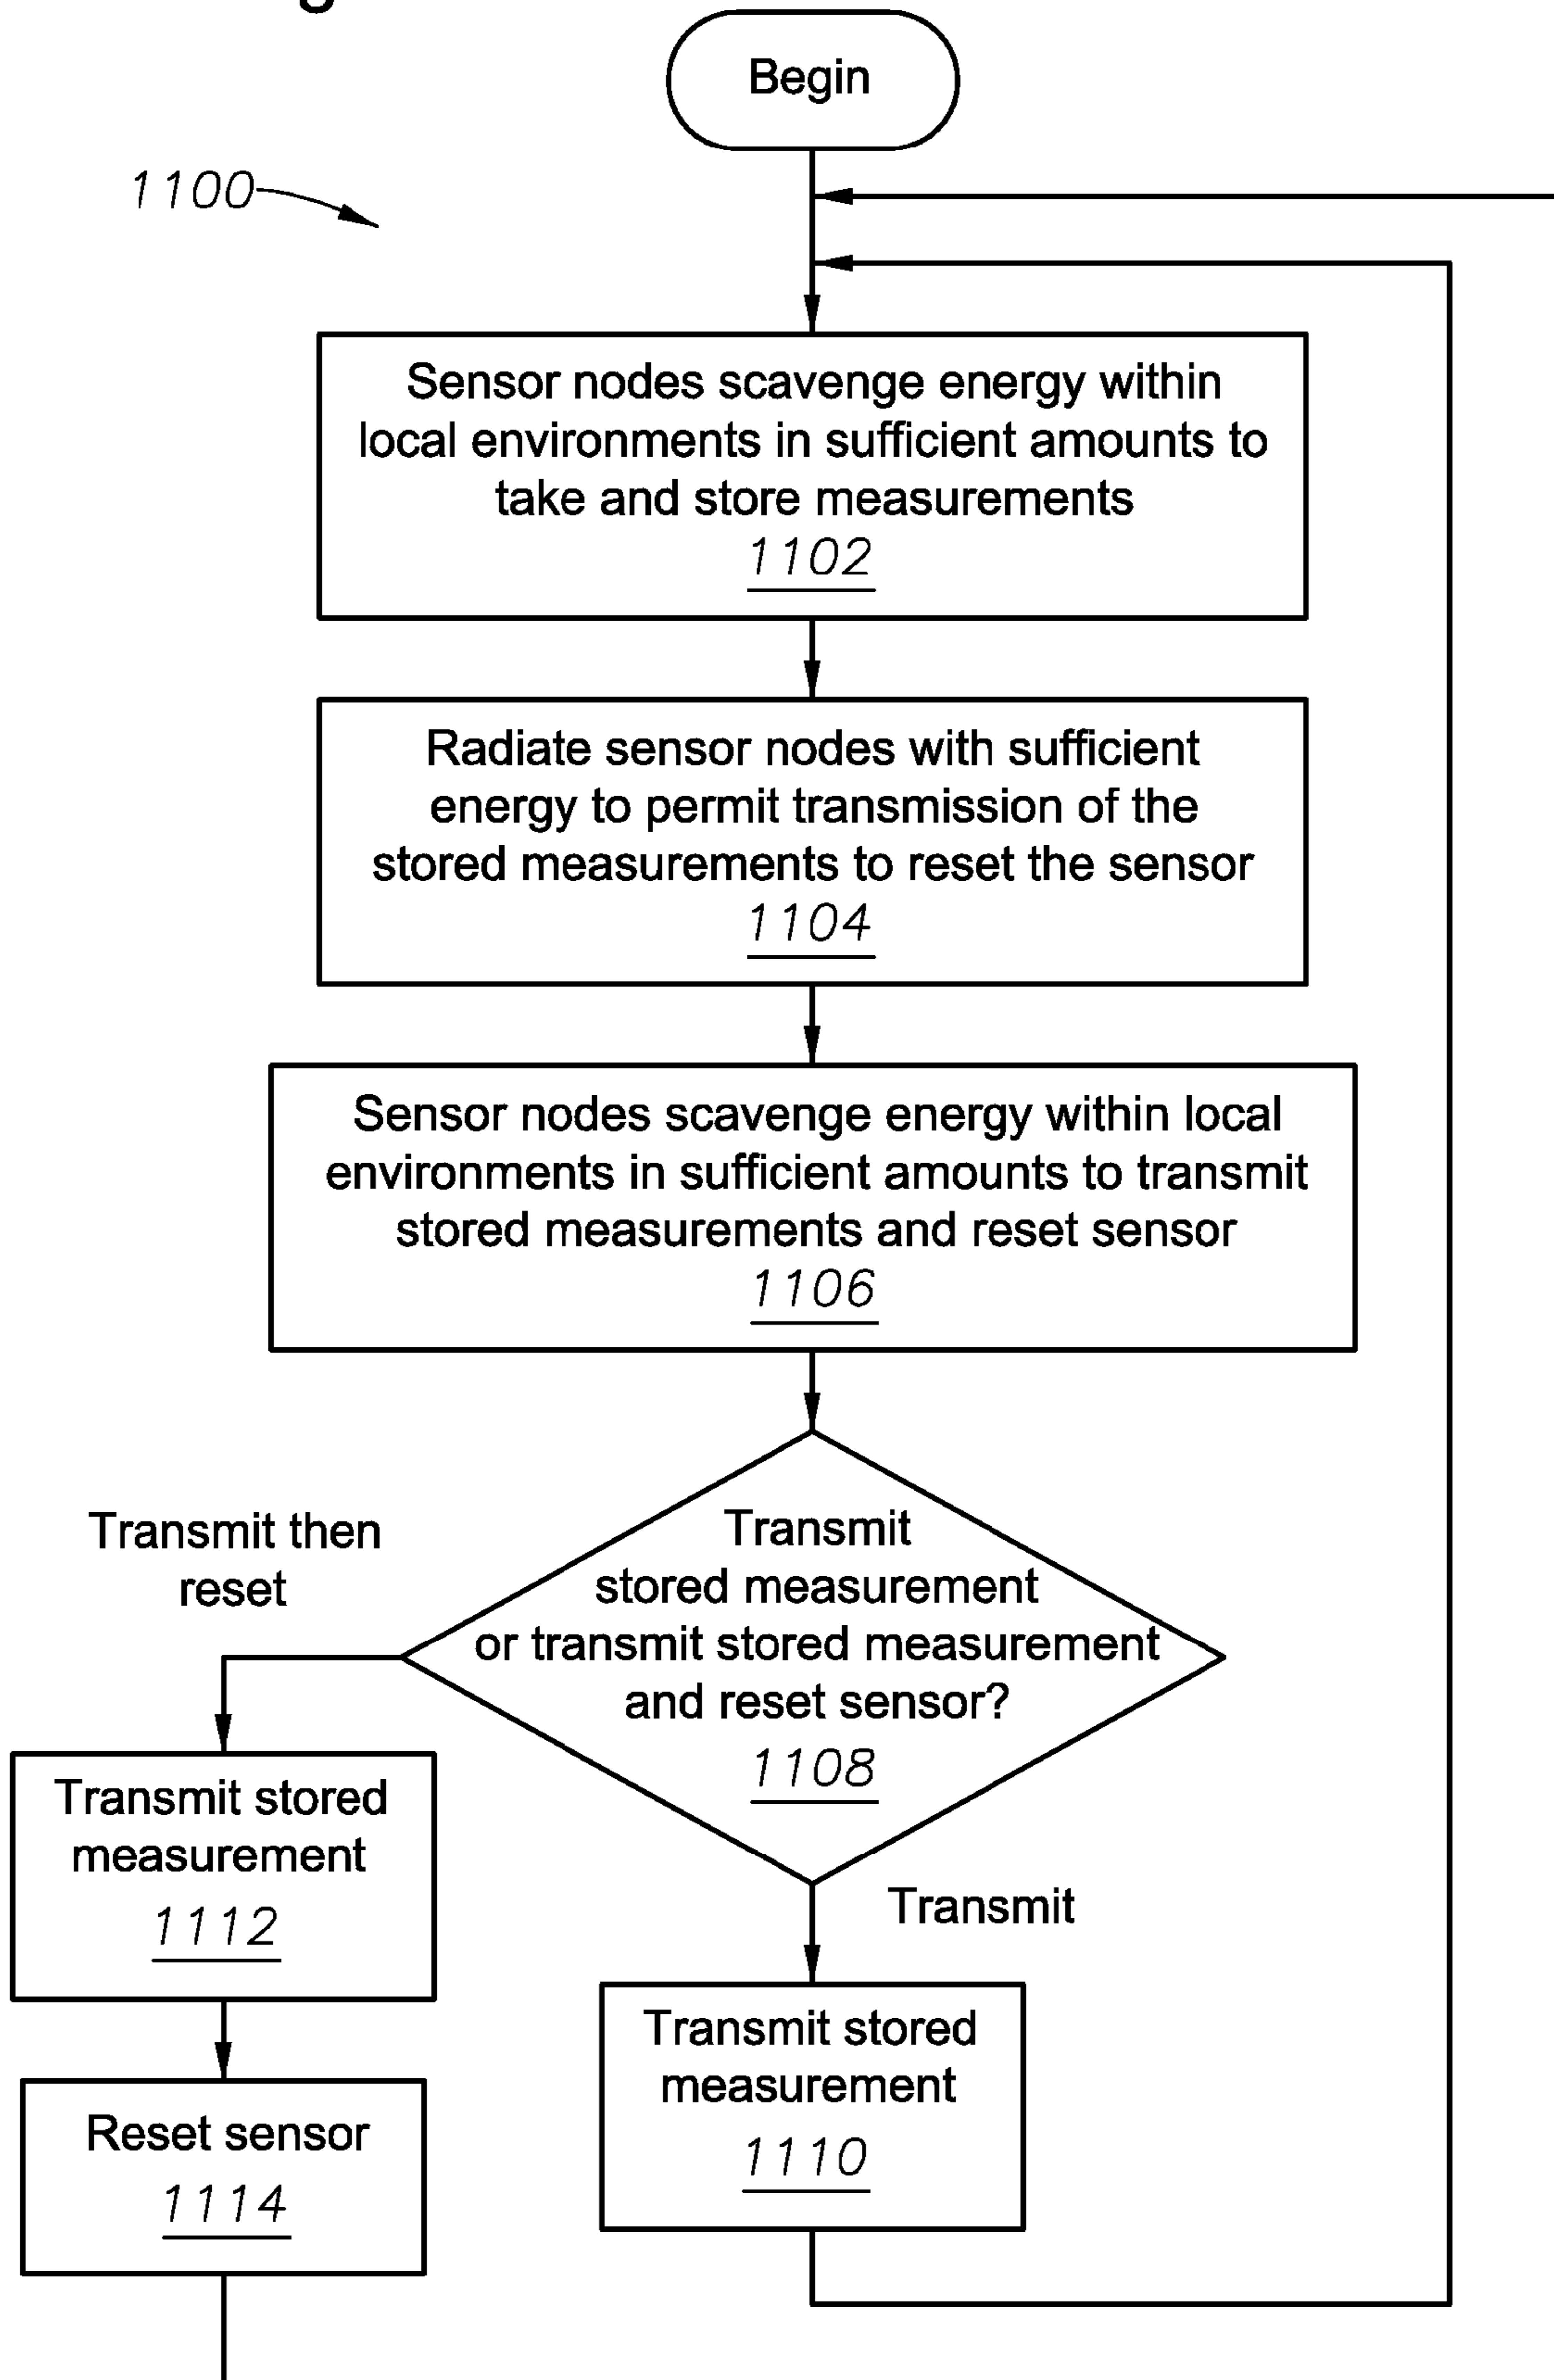 Begin
1100
Sensor nodes scavenge energy within
local environments in sufficient amounts to
take and store measurements
1102
Radiate sensor nodes with sufficient
energy to permit transmission of the
stored measurements to reset the sensor
1104
Sensor nodes scavenge energy within local
environments in sufficient amounts to transmit
stored measurements and reset sensor
1106
Transmit then
reset
Transmit
stored measurement
or transmit stored measurement
and reset sensor?
1108
Transmit stored
measurement
1112
Transmit
Transmit stored
measurement
1110
Reset sensor
1114